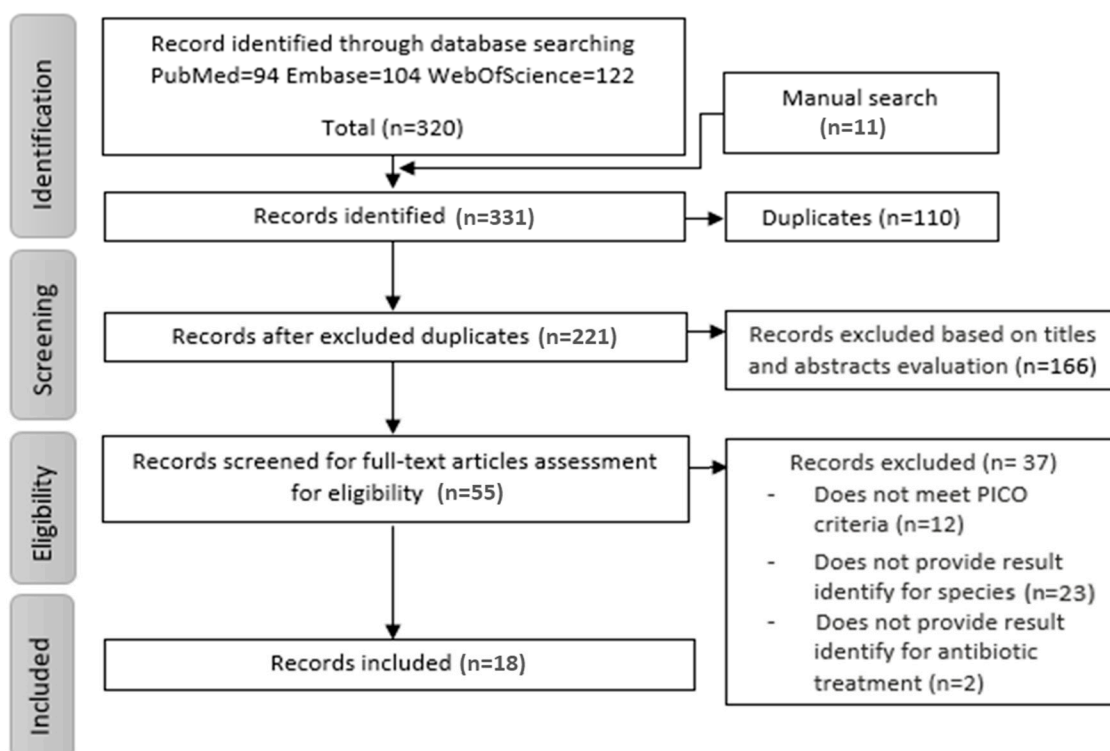 Identification
Record identified through database searching
PubMed=94 Embase=104 WebOfScience=122
Total (n=320)
Manual search
(n=11)
Records identified (n=331)
Duplicates (n=110)
Screening
Records after excluded duplicates (n=221)
Records excluded based on titles
and abstracts evaluation (n=166)
Eligibility
Records screened for full-text articles assessment
for eligibility (n=55)
Records excluded (n= 37)
- Does not meet PICO
criteria (n=12)
- Does not provide result
identify for species (n=23)
- Does not provide result
identify for antibiotic
treatment (n=2)
Included
Records included (n=18)